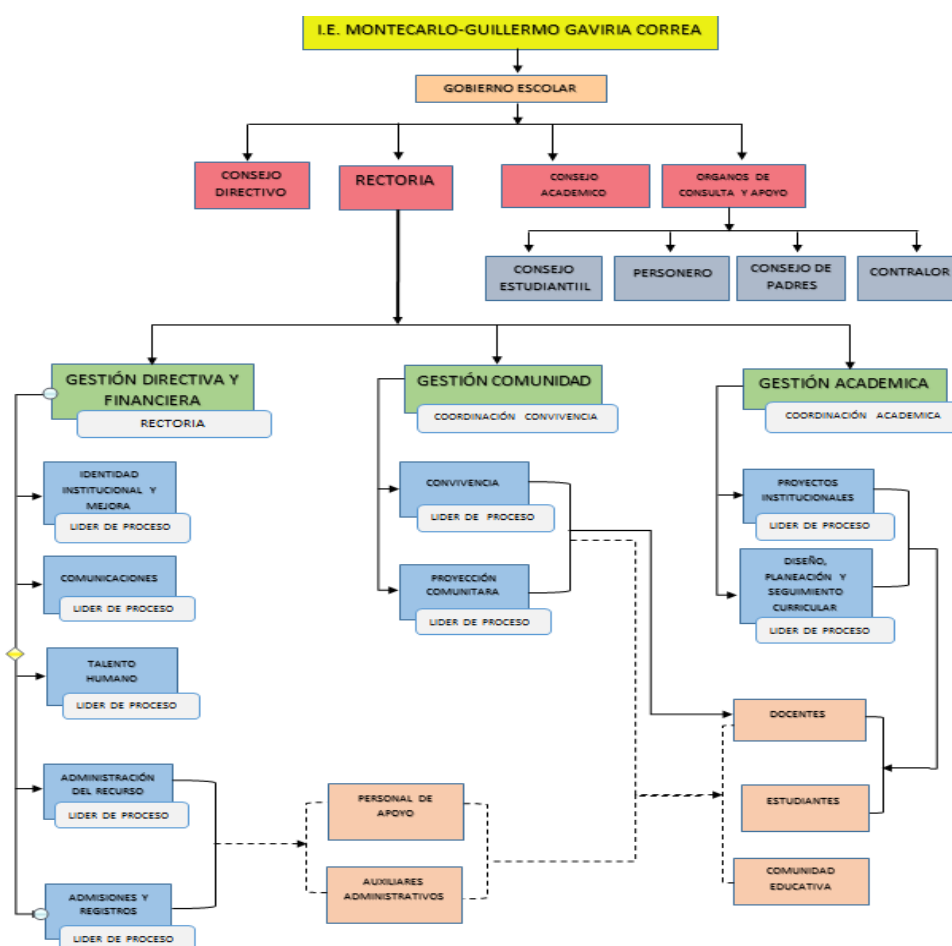 I.E. MONTECARLO-GUILLERMO GAVIRIA CORREA
GOBIERNO ESCOLAR
CONSEJO
DIRECTIVO
RECTORIA
CONSEJO
ACADEMICO
ORGANOS DE
CONSULTA Y APOYO
CONSEJO
ESTUDIANTIIL
PERSONERO
CONSEJO DE
PADRES
CONTRALOR
GESTIÓN DIRECTIVA Y
FINANCIERA
RECTORIA
IDENTIDAD
INSTITUCIONAL Y
MEJORA
LIDER DE PROCESO
COMUNICACIONES
LIDER DE PROCESO
TALENTO
HUMANO
LIDER DE PROCESO
ADMINISTRACIÓN
DEL RECURSO
LIDER DE PROCESO
ADMISIONES Y
REGISTROS
LIDER DE PROCESO
GESTIÓN COMUNIDAD
COORDINACIÓN CONVIVENCIA
CONVIVENCIA
LIDER DE PROCESO
PROYECCIÓN
COMUNITARA
LIDER DE PROCESO
GESTIÓN ACADEMICA
COORDINACIÓN ACADEMICA
PROYECTOS
INSTITUCIONALES
LIDER DE PROCESO
DISEÑO,
PLANEACIÓN Y
SEGUIMIENTO
CURRICULAR
LIDER DE PROCESO
PERSONAL DE
APOYO
AUXILIARES
ADMINISTRATIVOS
DOCENTES
ESTUDIANTES
COMUNIDAD
EDUCATIVA